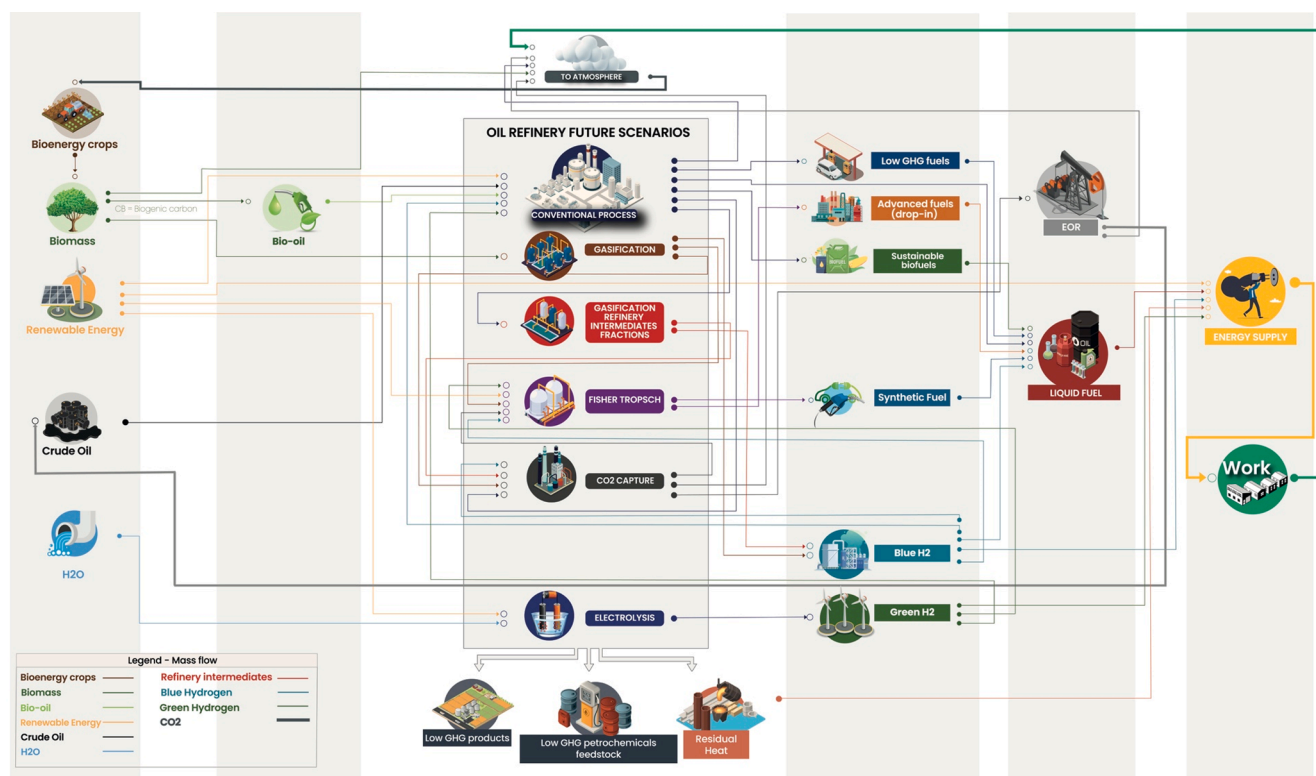 TO ATMOSPHERE
Bioenergy crops
OIL REFINERY FUTURE SCENARIOS
CONVENTIONAL PROCESS
Low GHG fuels
Biomass
CB = Biogenic carbon
Bio-oil
Advanced fuels
(drop-in)
EOR
GASIFICATION
BIOFUEL
Sustainable
biofuels
Renewable Energy
GASIFICATION
REFINERY
INTERMEDIATES
FRACTIONS
OIL
ENERGY SUPPLY
LIQUID FUEL
FISHER TROPSCH
Synthetic Fuel
Crude Oil
CO2 CAPTURE
Work
H2O
Blue H2
ELECTROLYSIS
Green H2
Legend - Mass flow
Bioenergy crops
Biomass
Bio-oil
Renewable Energy
Crude Oil
H2O
Refinery intermediates
Blue Hydrogen
Green Hydrogen
CO2
Low GHG products
Low GHG petrochemicals
feedstock
Residual
Heat